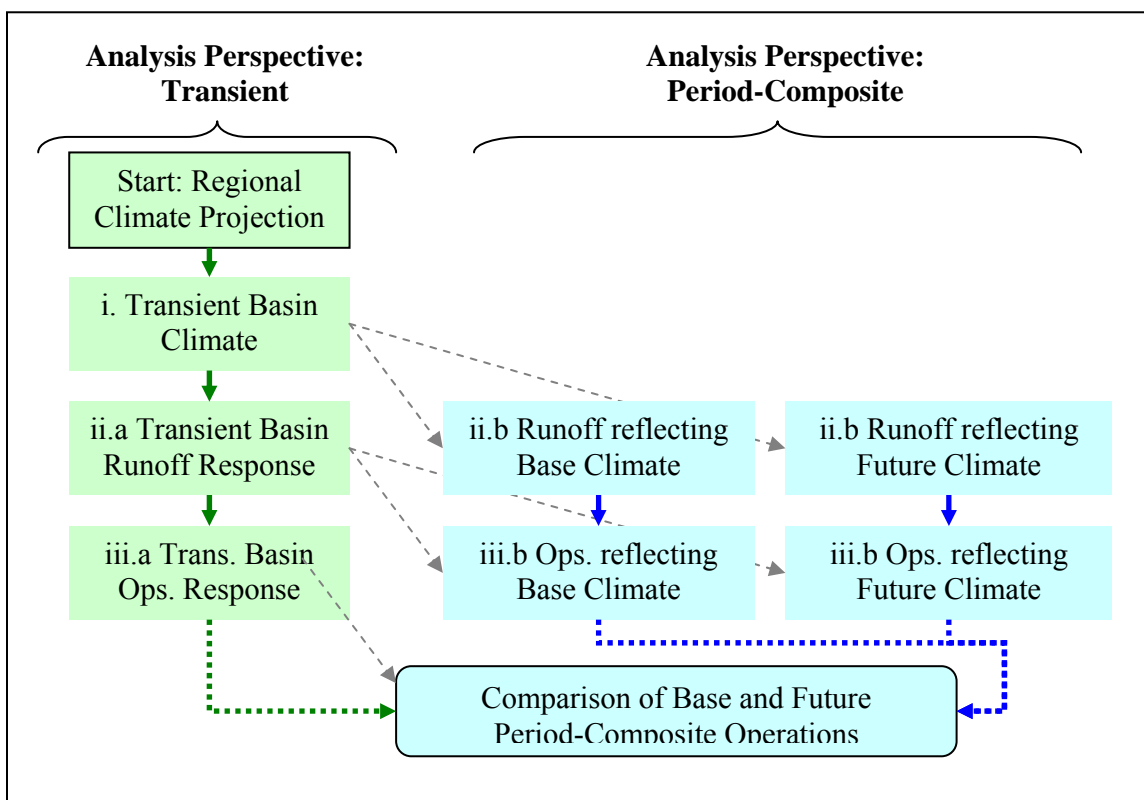 Analysis Perspective:
Transient
Analysis Perspective:
Period-Composite
Start: Regional
Climate Projection
i. Transient Basin
Climate
ii.a Transient Basin
Runoff Response
ii.b Runoff reflecting
Base Climate
ii.b Runoff reflecting
Future Climate
iii.a Trans. Basin
Ops. Response
iii.b Ops. reflecting
Base Climate
iii.b Ops. reflecting
Future Climate
Comparison of Base and Future
Period-Composite Operations